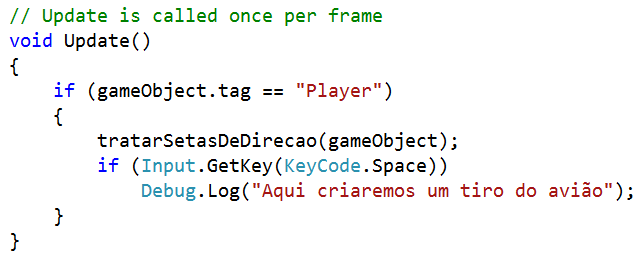 // Update is called once per frame
void Update()
{
    if (gameObject.tag == "Player")
    {
        tratarSetasDeDirecao(gameObject);
        if (Input.GetKey(KeyCode.Space))
            Debug.Log("Aqui criaremos um tiro do avião");
    }
}